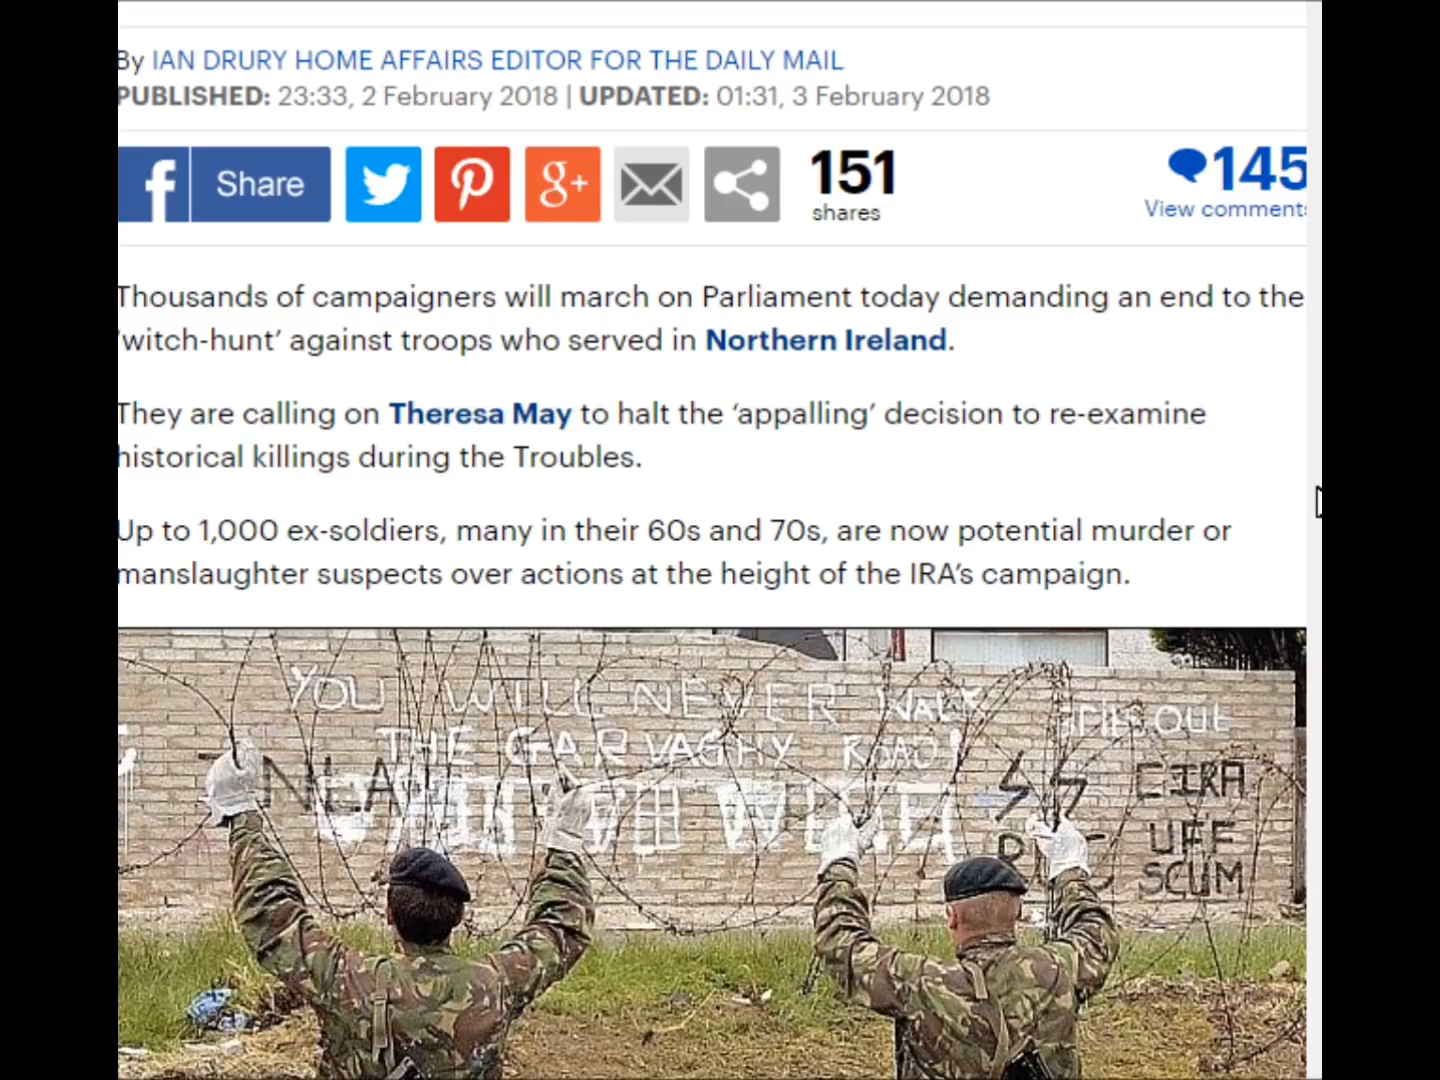 By IAN DRURY HOME AFFAIRS EDITOR FOR THE DAILY MAIL
PUBLISHED: 23:33, 2 February 2018 | UPDATED: 01:31, 3 February 2018
f Share
g+
151
shares
145
View comments
Thousands of campaigners will march on Parliament today demanding an end to the
'witch-hunt' against troops who served in Northern Ireland.
They are calling on Theresa May to halt the 'appalling' decision to re-examine
historical killings during the Troubles.
Up to 1,000 ex-soldiers, many in their 60s and 70s, are now potential murder or
manslaughter suspects over actions at the height of the IRA's campaign.
YOU WILL NEVER WALK
THE GARVAGHY ROAD!
OUT
INLA
CIRA
UFF
SCUM